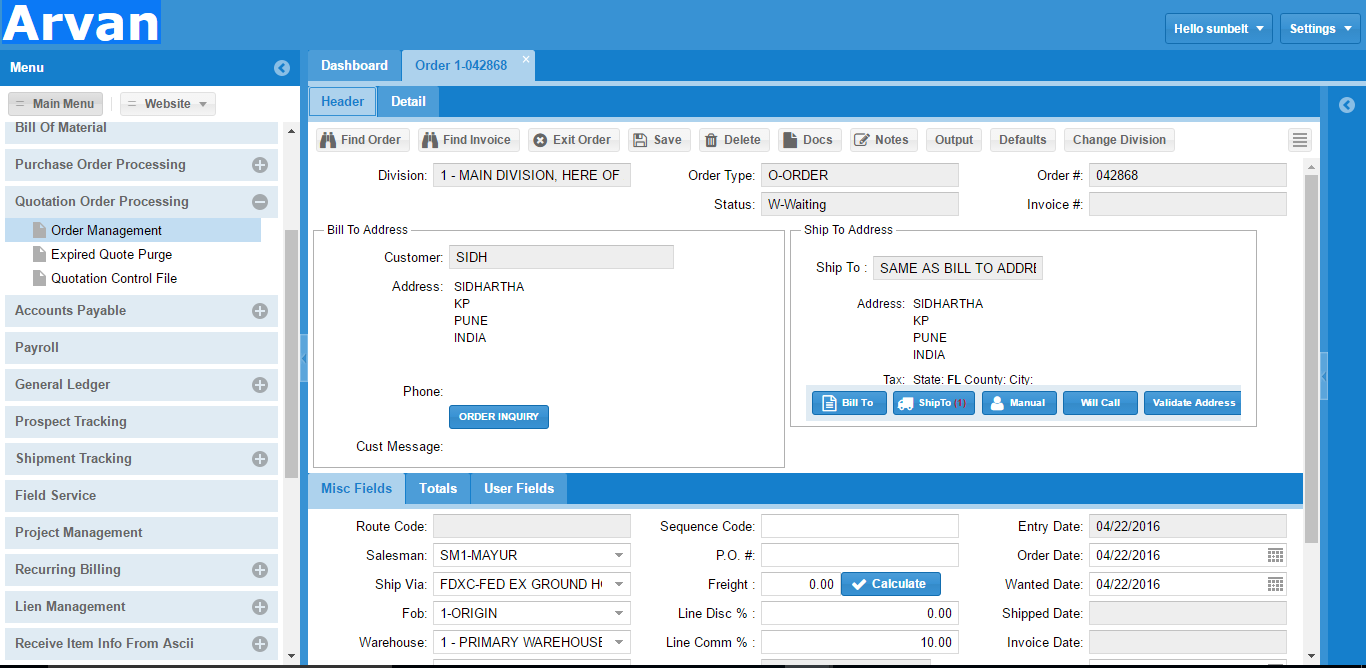 Arvan
Hello sunbelt
Settings
Menu
Main Menu
Website
Bill Of Material
Purchase Order Processing
Quotation Order Processing
Order Management
Expired Quote Purge
Quotation Control File
Accounts Payable
Payroll
General Ledger
Prospect Tracking
Shipment Tracking
Field Service
Project Management
Recurring Billing
Lien Management
Receive Item Info From Ascii
Dashboard
Order 1-042868
Header
Detail
Find Order
Find Invoice
Exit Order
Save
Delete
Docs
Notes
Output
Defaults
Change Division
Division: 1 - MAIN DIVISION, HERE OF
Order Type: O-ORDER
Order #: 042868
Status: W-Waiting
Invoice #:
Bill To Address
Customer: SIDH
Address: SIDHARTHA
KP
PUNE
INDIA
Phone:
ORDER INQUIRY
Cust Message:
Ship To Address
Ship To : SAME AS BILL TO ADDRE
Address: SIDHARTHA
KP
PUNE
INDIA
Tax: State: FL County: City:
Bill To
ShipTo (1)
Manual
Will Call
Validate Address
Misc Fields
Totals
User Fields
Route Code:
Sequence Code:
Entry Date: 04/22/2016
Salesman: SM1-MAYUR
P.O. #:
Order Date: 04/22/2016
Ship Via: FDXC-FED EX GROUND H
Freight : 0.00 Calculate
Wanted Date: 04/22/2016
Fob: 1-ORIGIN
Line Disc % : 0.00
Shipped Date:
Warehouse: 1 - PRIMARY WAREHOUSE
Line Comm % : 10.00
Invoice Date: